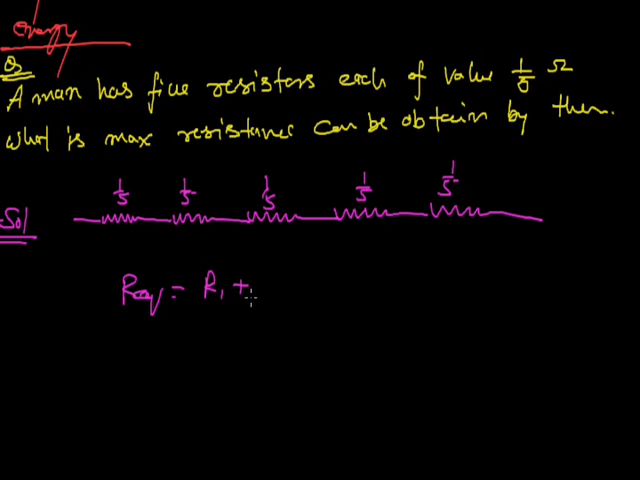 energy
Q
A man has five resistors each of value 1/5 Ω
what is max resistance can be obtain by them.
1/5 1/5 1/5 1/5 1/5
Sol
Req = R1 +